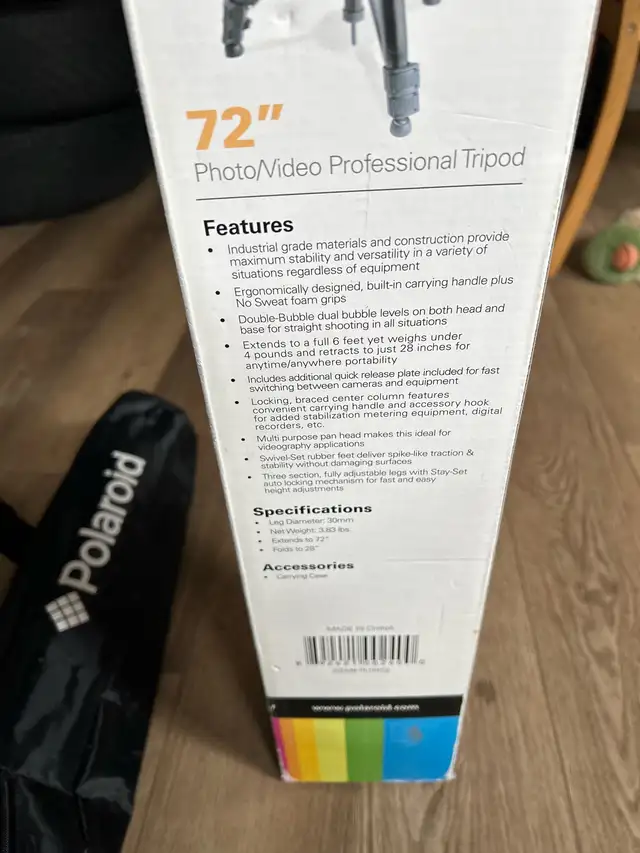 72"
Photo/Video Professional Tripod
Features
• Industrial grade materials and construction provide
maximum stability and versatility in a variety of
situations regardless of equipment
• Ergonomically designed, built-in carrying handle plus
No Sweat foam grips
• Double-Bubble dual bubble levels on both head and
base for straight shooting in all situations
• Extends to a full 6 feet yet weighs under
4 pounds and retracts to just 28 inches for
anytime/anywhere portability
• Includes additional quick release plate included for fast
switching between cameras and equipment
• Locking, braced center column features
convenient carrying handle and accessory hook
for added stabilization metering equipment, digital
recorders, etc.
• Multi purpose pan head makes this ideal for
videography applications
• Swivel-Set rubber feet deliver spike-like traction &
stability without damaging surfaces
• Three section, fully adjustable legs with Stay-Set
auto locking mechanism for fast and easy
height adjustments
Specifications
• Leg Diameter: 30mm
• Net Weight: 3.83 lbs.
• Extends to 72"
• Folds to 28"
Accessories
• Carrying Case
MADE IN CHINA
www.polaroid.com
Polaroid